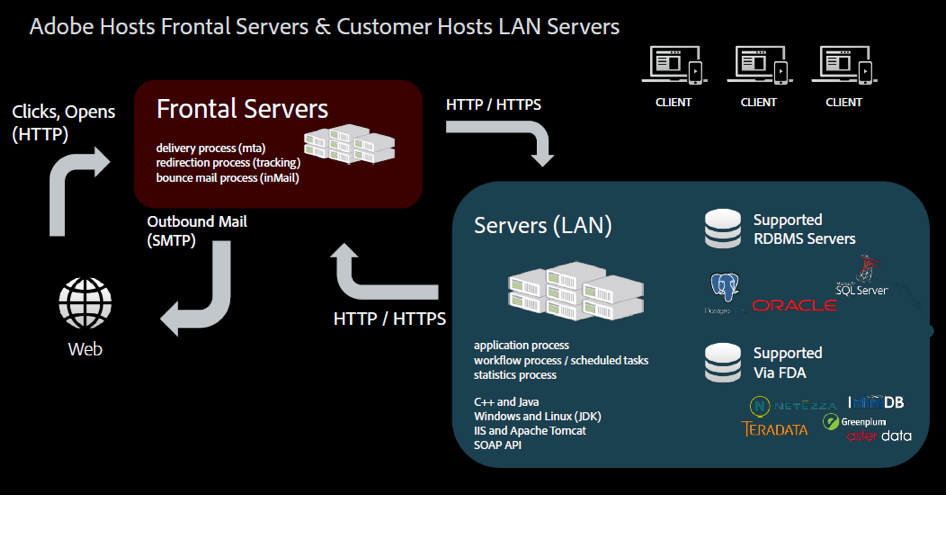 Adobe Hosts Frontal Servers & Customer Hosts LAN Servers
CLIENT
CLIENT
CLIENT
Clicks, Opens
(HTTP)
Frontal Servers
delivery process (mta)
redirection process (tracking)
bounce mail process (inMail)
HTTP / HTTPS
Outbound Mail
(SMTP)
HTTP / HTTPS
Web
Servers (LAN)
application process
workflow process / scheduled tasks
statistics process
C++ and Java
Windows and Linux (JDK)
IIS and Apache Tomcat
SOAP API
Supported
RDBMS Servers
SQL Server
ORACLE
Supported
Via FDA
N
NETEZZA
DB
TERADATA
Greenplum
aster data